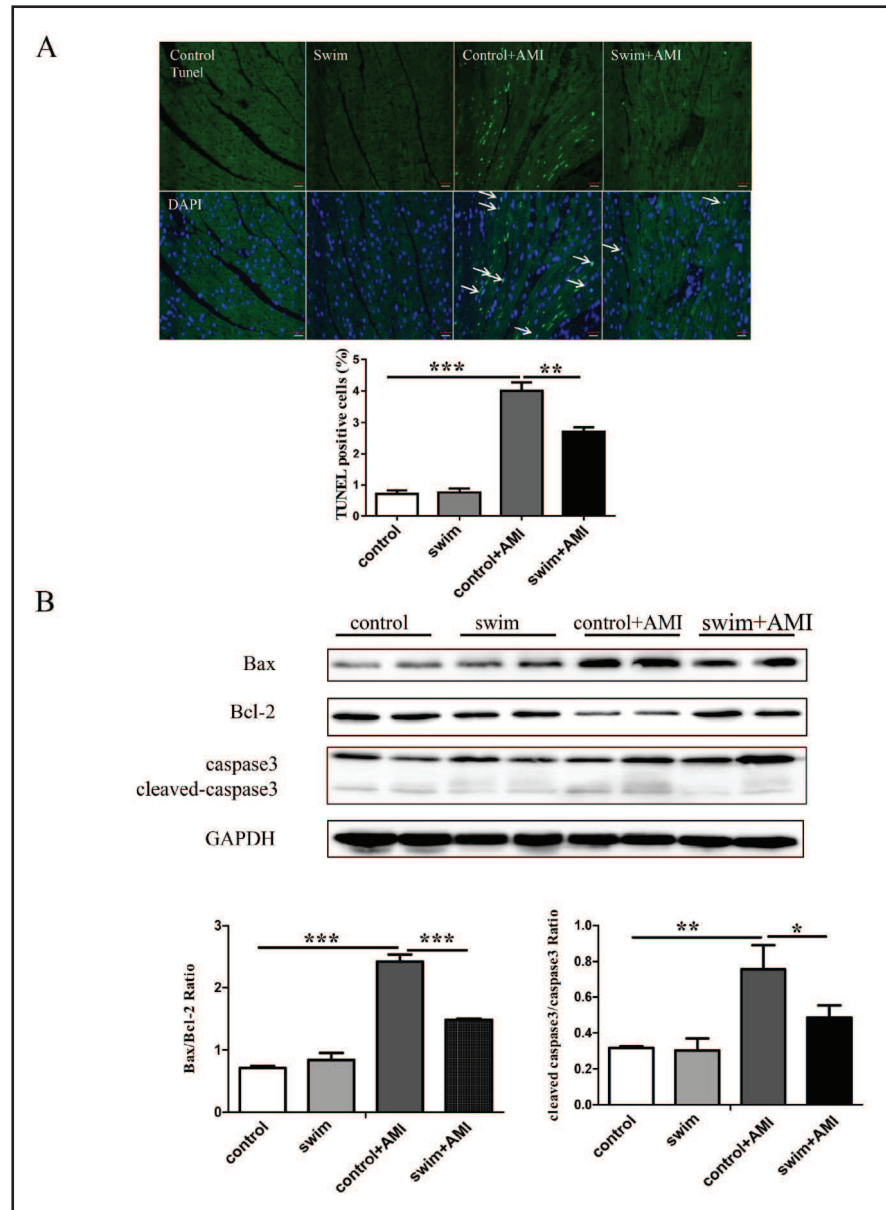 A
Control Swim Control+AMI Swim+AMI
Tunel
DAPI
TUNEL positive cells (%)
5
4
3
2
1
0
*** **
control swim control+AMI swim+AMI
B
control swim control+AMI swim+AMI
Bax
Bcl-2
caspase3
cleaved-caspase3
GAPDH
Bax/Bcl-2 Ratio
3
2
1
0
*** ***
control swim control+AMI swim+AMI
cleaved caspase3/caspase3 Ratio
1.0
0.8
0.6
0.4
0.2
0.0
** *
control swim control+AMI swim+AMI